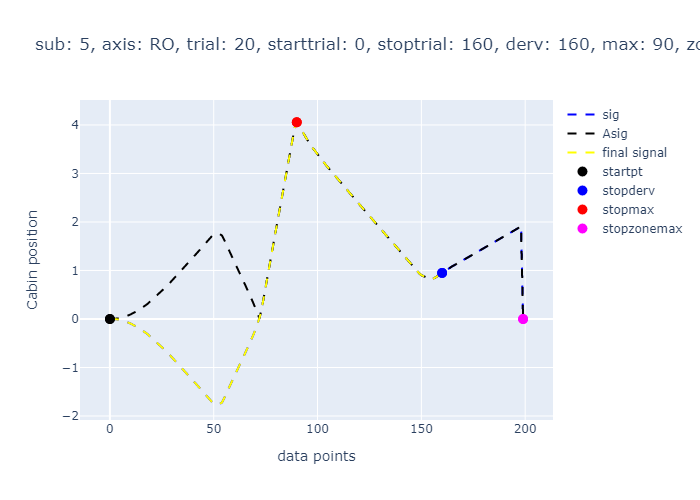 sub: 5, axis: RO, trial: 20, starttrial: 0, stoptrial: 160, derv: 160, max: 90,
sig
Asig
final signal
startpt
stopderv
stopmax
stopzonemax
Cabin position
4
3
2
1
0
−1
−2
0 50 100 150 200
data points